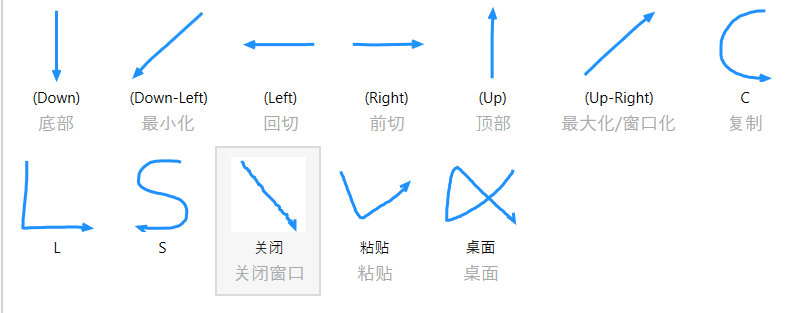 (Down) (Down-Left) (Left) (Right) (Up) (Up-Right) C
底部 最小化 回切 前切 顶部 最大化/窗口化 复制
L S 关闭 粘贴 桌面
关闭窗口 粘贴 桌面